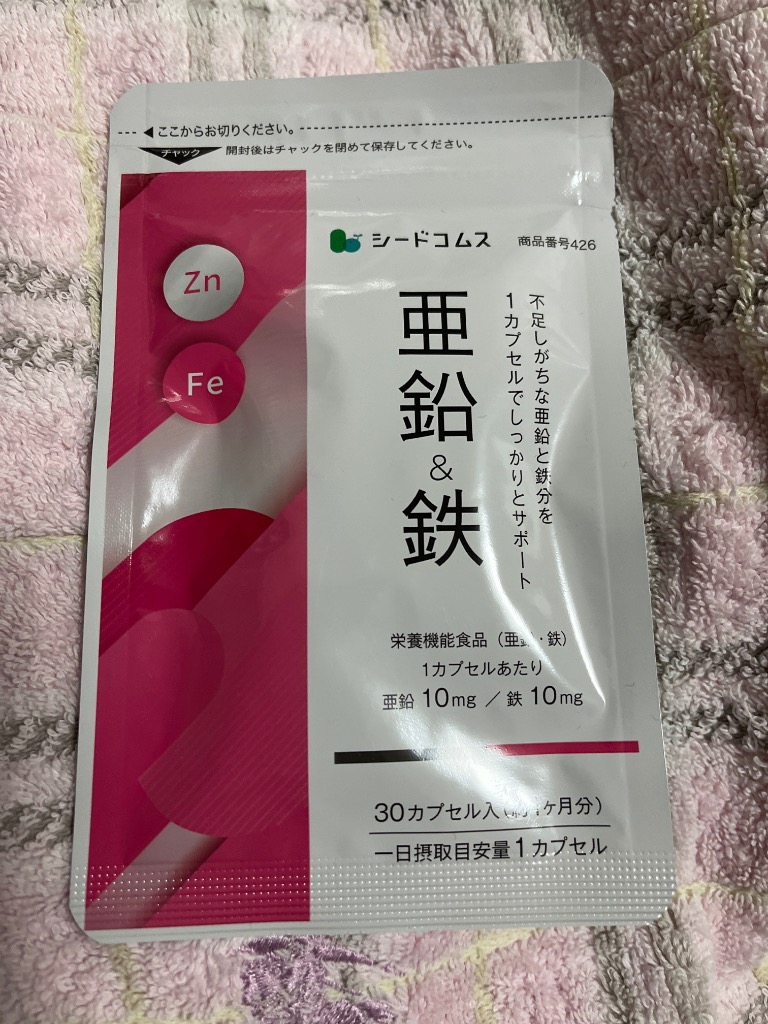 ここからお切りください。
チャック
開封後はチャックを閉めて保存してください。
Zn
Fe
シードコムス
商品番号426
不足しがちな亜鉛と鉄分を
1カプセルでしっかりとサポート
亜鉛
&
鉄
栄養機能食品(亜鉛・鉄)
1カプセルあたり
亜鉛 10mg / 鉄 10mg
30カプセル入(約1ヶ月分)
一日摂取目安量1カプセル